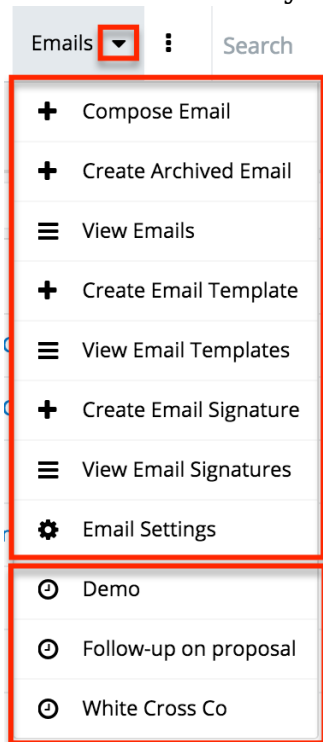 Emails
Search
Compose Email
Create Archived Email
View Emails
Create Email Template
View Email Templates
Create Email Signature
View Email Signatures
Email Settings
Demo
Follow-up on proposal
White Cross Co